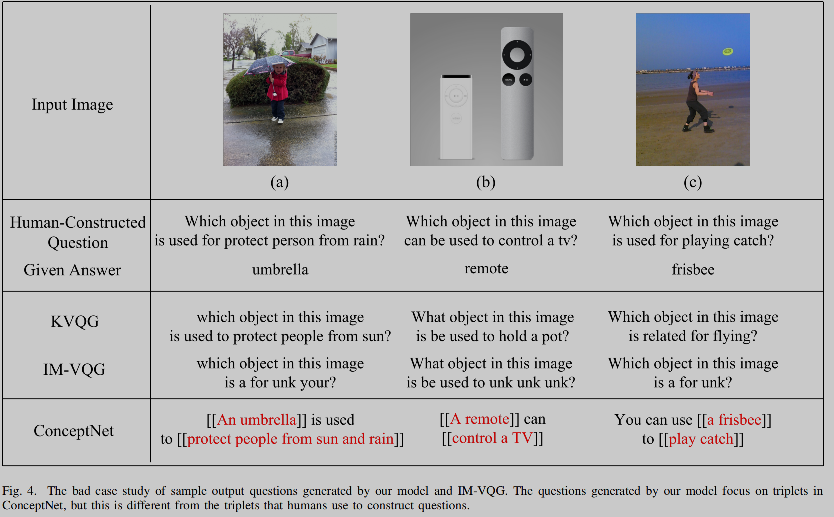 Input Image
(a)
(b)
(c)
Human-Constructed
Question
Which object in this image
is used for protect person from rain?
Which object in this image
can be used to control a tv?
Which object in this image
is used for playing catch?
Given Answer
umbrella
remote
frisbee
KVQG
which object in this image
is used to protect people from sun?
What object in this image
is be used to hold a pot?
Which object in this image
is related for flying?
IM-VQG
which object in this image
is a for unk your?
What object in this image
is be used to unk unk unk?
Which object in this image
is a for unk?
ConceptNet
[[An umbrella]] is used
to [[protect people from sun and rain]]
[[A remote]] can
[[control a TV]]
You can use [[a frisbee]]
to [[play catch]]
Fig. 4. The bad case study of sample output questions generated by our model and IM-VQG. The questions generated by our model focus on triplets in
ConceptNet, but this is different from the triplets that humans use to construct questions.